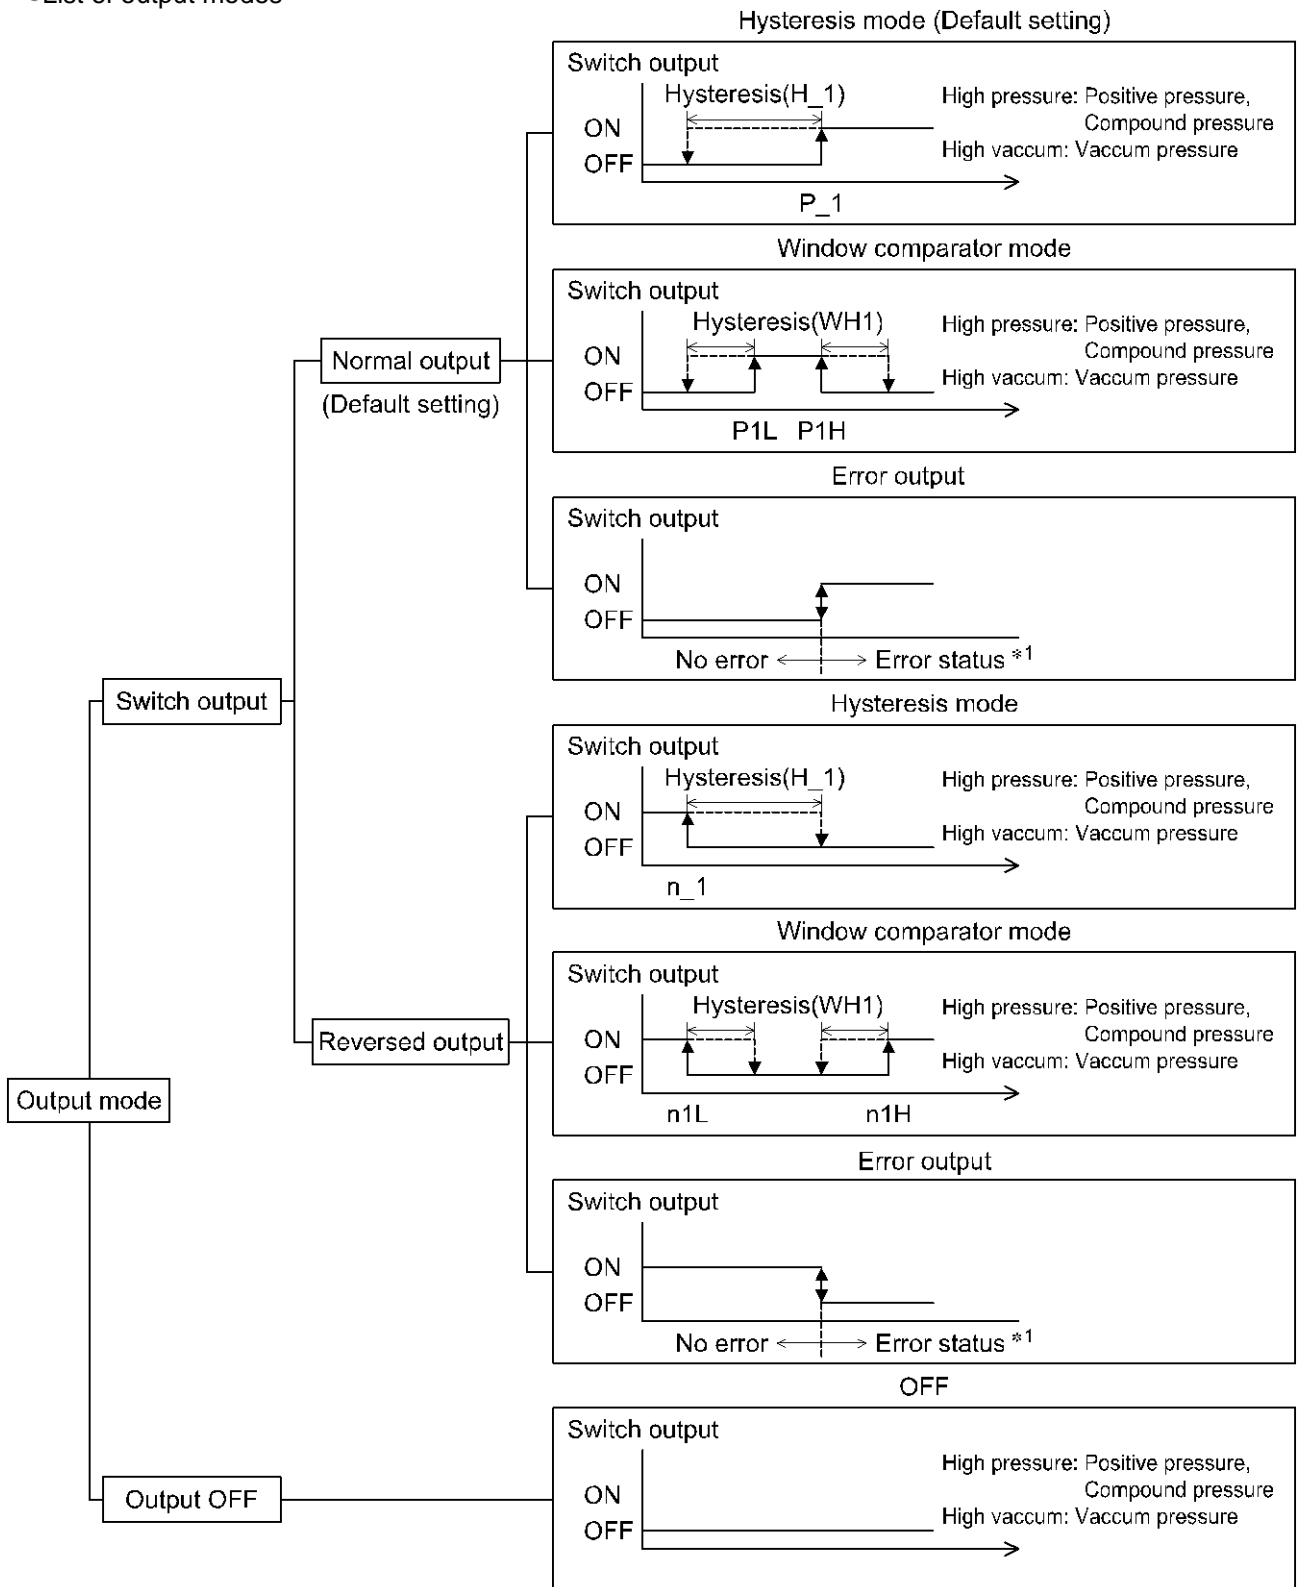 List of output modes
Hysteresis mode (Default setting)
Switch output
Hysteresis(H_1)
ON
OFF
P_1
High pressure: Positive pressure,
Compound pressure
High vaccum: Vaccum pressure
Window comparator mode
Switch output
Hysteresis(WH1)
ON
OFF
P1L P1H
High pressure: Positive pressure,
Compound pressure
High vaccum: Vaccum pressure
Normal output
(Default setting)
Error output
Switch output
ON
OFF
No error
Error status *1
Switch output
Hysteresis mode
Switch output
Hysteresis(H_1)
ON
OFF
n_1
High pressure: Positive pressure,
Compound pressure
High vaccum: Vaccum pressure
Window comparator mode
Switch output
Hysteresis(WH1)
ON
OFF
n1L n1H
High pressure: Positive pressure,
Compound pressure
High vaccum: Vaccum pressure
Reversed output
Output mode
Error output
Switch output
ON
OFF
No error
Error status *1
OFF
Switch output
ON
OFF
High pressure: Positive pressure,
Compound pressure
High vaccum: Vaccum pressure
Output OFF